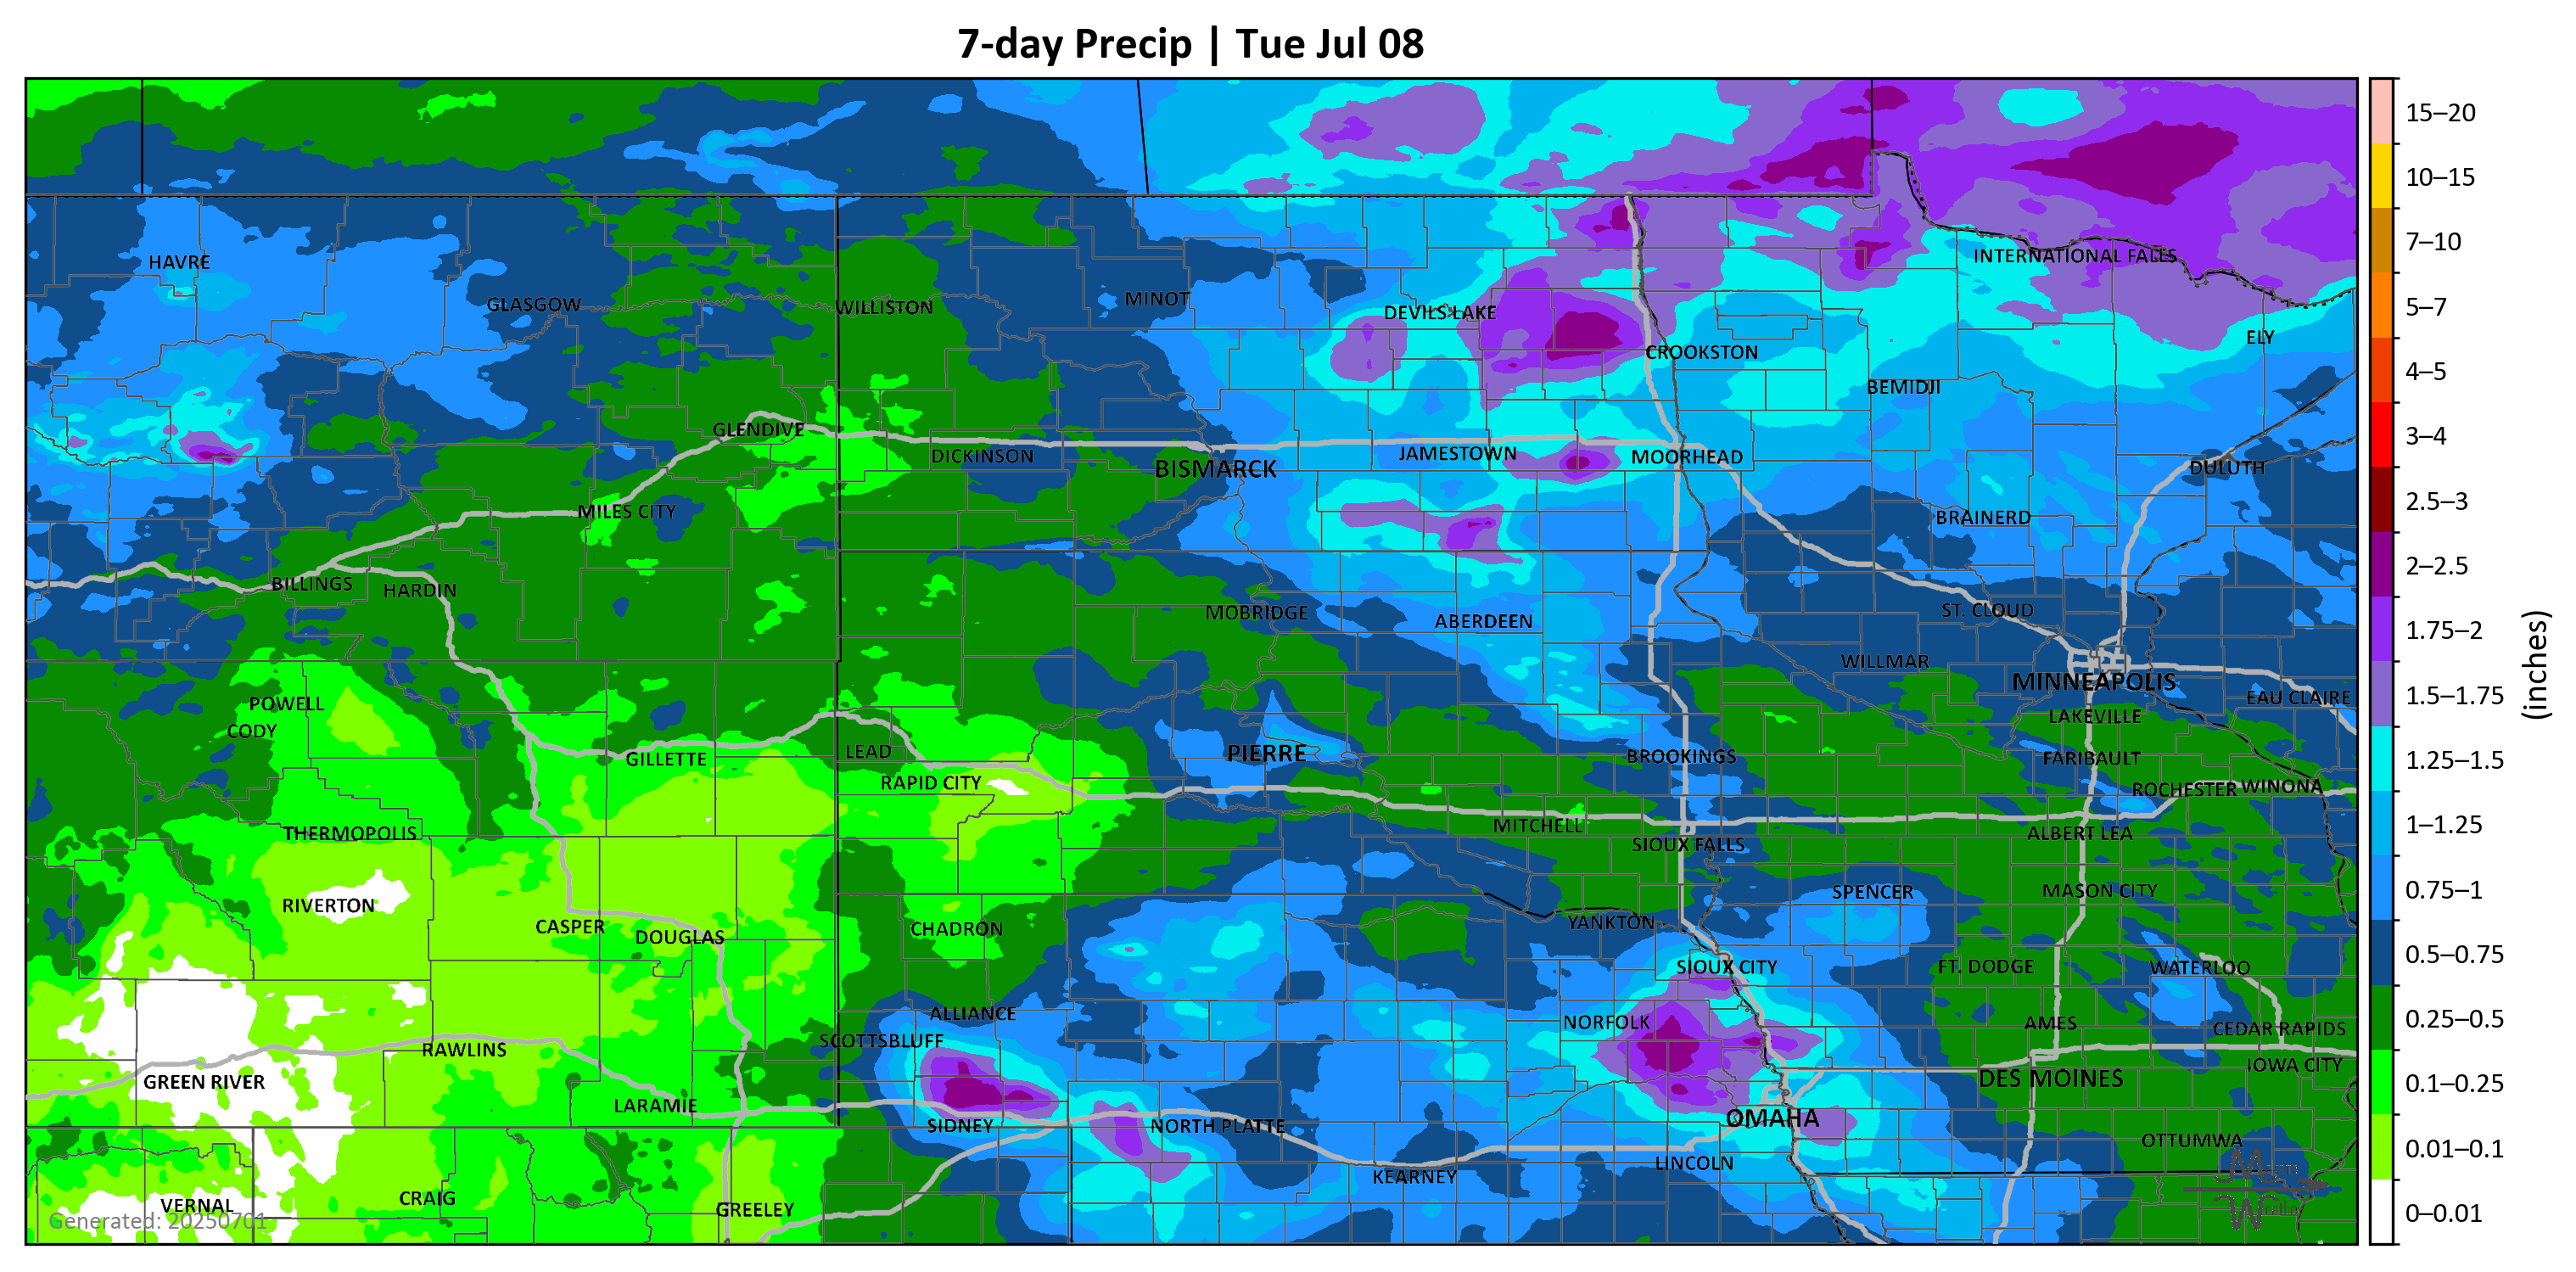 7-day Precip | Tue Jul 08
HAVRE
INTERNATIONAL FALLS
GLASGOW
WILLISTON
MINOT
DEVILS LAKE
ELY
CROOKSTON
BEMIDJI
GLENDIVE
DICKINSON
BISMARCK
JAMESTOWN
MOORHEAD
DULUTH
MILES CITY
BRAINERD
BILLINGS
HARDIN
MOBRIDGE
ABERDEEN
ST. CLOUD
WILLMAR
MINNEAPOLIS
EAU CLAIRE
POWELL
CODY
LAKEVILLE
GILLETTE
LEAD
PIERRE
BROOKINGS
FARIBAULT
RAPID CITY
ROCHESTER
WINONA
THERMOPOLIS
MITCHELL
SIOUX FALLS
ALBERT LEA
RIVERTON
SPENCER
MASON CITY
CASPER
DOUGLAS
CHADRON
YANKTON
SIOUX CITY
FT. DODGE
WATERLOO
ALLIANCE
NORFOLK
AMES
CEDAR RAPIDS
SCOTTSBLUFF
RAWLINS
IOWA CITY
GREEN RIVER
DES MOINES
LARAMIE
SIDNEY
NORTH PLATTE
OMAHA
OTTUMWA
KEARNEY
LINCOLN
VERNAL
CRAIG
GREELEY
Generated: 20250701
15–20
10–15
7–10
5–7
4–5
3–4
2.5–3
2–2.5
1.75–2
1.5–1.75
1.25–1.5
1–1.25
0.75–1
0.5–0.75
0.25–0.5
0.1–0.25
0.01–0.1
0–0.01
(inches)